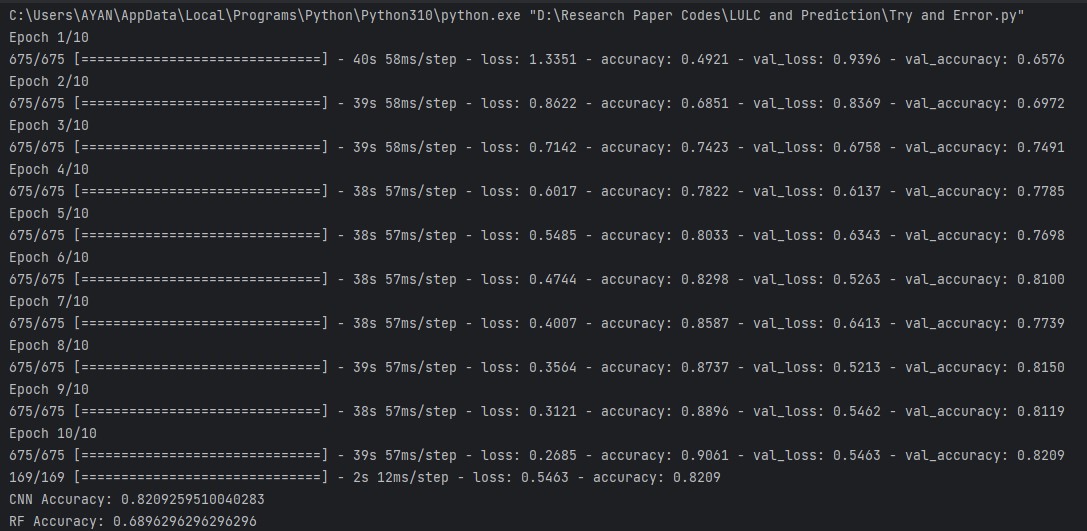 C:\Users\AYAN\AppData\Local\Programs\Python\Python310\python.exe "D:\Research Paper Codes\LULC and Prediction\Try and Error.py"
Epoch 1/10
675/675 [==============================] - 40s 58ms/step - loss: 1.3351 - accuracy: 0.4921 - val_loss: 0.9396 - val_accuracy: 0.6576
Epoch 2/10
675/675 [==============================] - 39s 58ms/step - loss: 0.8622 - accuracy: 0.6851 - val_loss: 0.8369 - val_accuracy: 0.6972
Epoch 3/10
675/675 [==============================] - 39s 58ms/step - loss: 0.7142 - accuracy: 0.7423 - val_loss: 0.6758 - val_accuracy: 0.7491
Epoch 4/10
675/675 [==============================] - 38s 57ms/step - loss: 0.6017 - accuracy: 0.7822 - val_loss: 0.6137 - val_accuracy: 0.7785
Epoch 5/10
675/675 [==============================] - 38s 57ms/step - loss: 0.5485 - accuracy: 0.8033 - val_loss: 0.6343 - val_accuracy: 0.7698
Epoch 6/10
675/675 [==============================] - 38s 57ms/step - loss: 0.4744 - accuracy: 0.8298 - val_loss: 0.5263 - val_accuracy: 0.8100
Epoch 7/10
675/675 [==============================] - 38s 57ms/step - loss: 0.4007 - accuracy: 0.8587 - val_loss: 0.6413 - val_accuracy: 0.7739
Epoch 8/10
675/675 [==============================] - 39s 57ms/step - loss: 0.3564 - accuracy: 0.8737 - val_loss: 0.5213 - val_accuracy: 0.8150
Epoch 9/10
675/675 [==============================] - 38s 57ms/step - loss: 0.3121 - accuracy: 0.8896 - val_loss: 0.5462 - val_accuracy: 0.8119
Epoch 10/10
675/675 [==============================] - 39s 57ms/step - loss: 0.2685 - accuracy: 0.9061 - val_loss: 0.5463 - val_accuracy: 0.8209
169/169 [==============================] - 2s 12ms/step - loss: 0.5463 - accuracy: 0.8209
CNN Accuracy: 0.8209259510040283
RF Accuracy: 0.6896296296296296